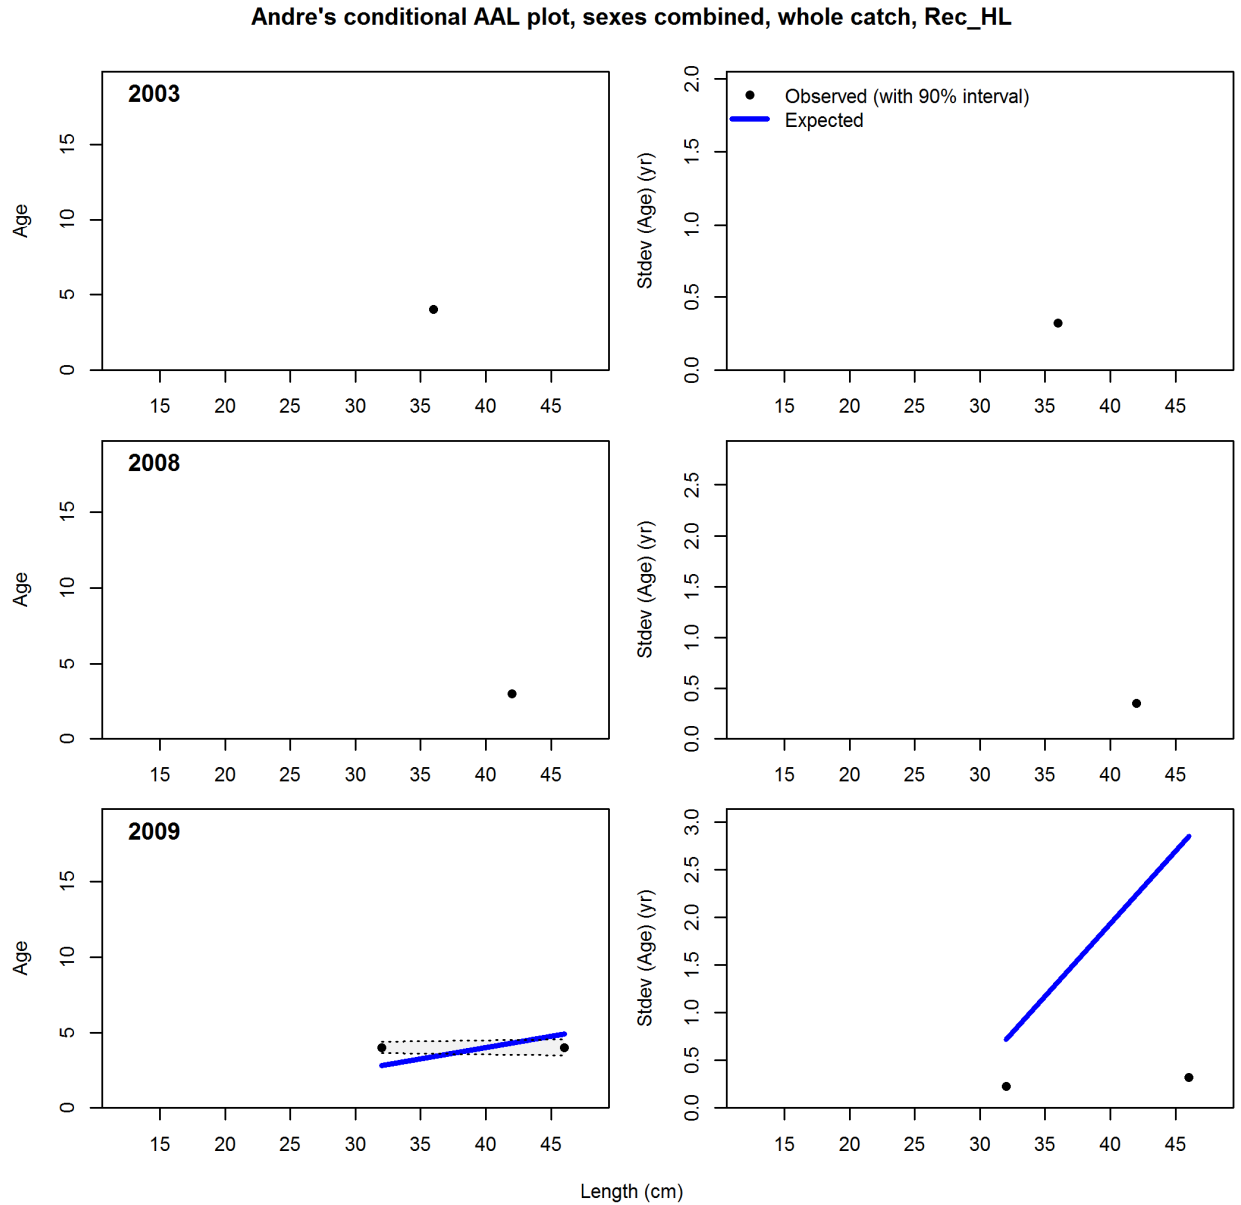 Andre's conditional AAL plot, sexes combined, whole catch, Rec_HL
2003
Age
0 5 10 15
15 20 25 30 35 40 45
Observed (with 90% interval)
Expected
Stdev (Age) (yr)
0.0 0.5 1.0 1.5 2.0
15 20 25 30 35 40 45
2008
Age
0 5 10 15
15 20 25 30 35 40 45
Stdev (Age) (yr)
0.0 0.5 1.0 1.5 2.0 2.5
15 20 25 30 35 40 45
2009
Age
0 5 10 15
15 20 25 30 35 40 45
Stdev (Age) (yr)
0.0 0.5 1.0 1.5 2.0 2.5 3.0
15 20 25 30 35 40 45
Length (cm)